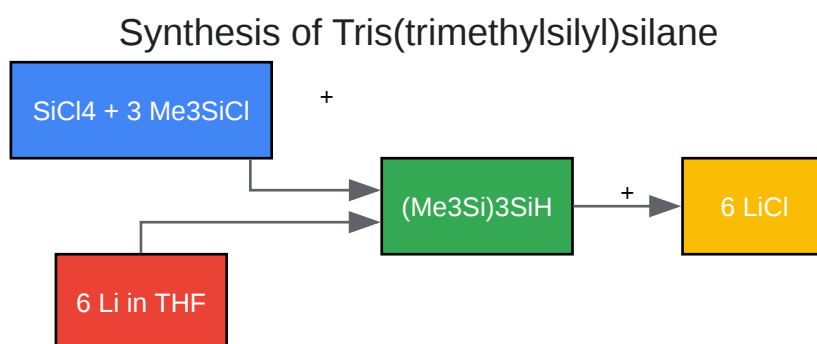 Synthesis of Tris(trimethylsilyl)silane
SiCl4 + 3 Me3SiCl
+
(Me3Si)3SiH
+
6 LiCl
6 Li in THF